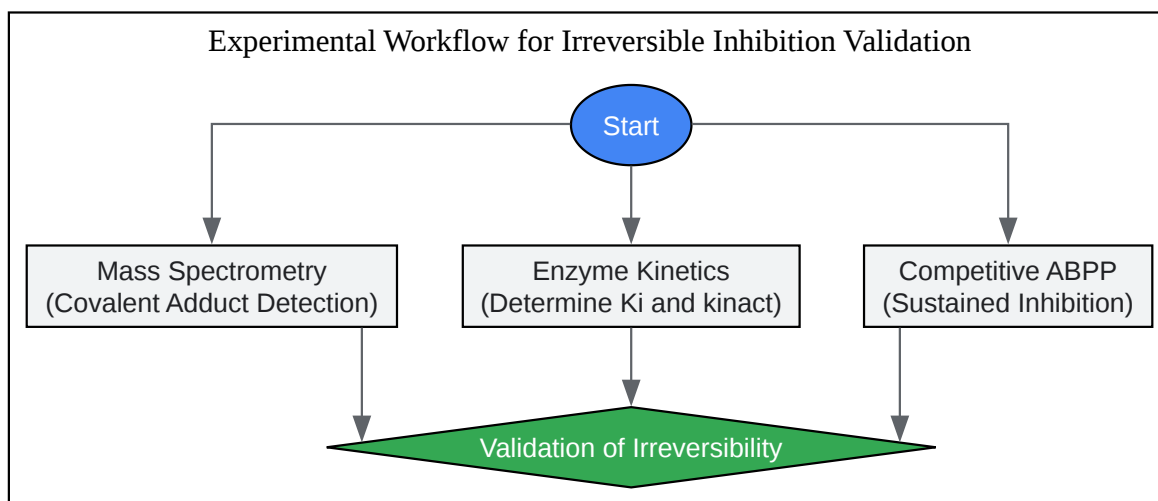 Experimental Workflow for Irreversible Inhibition Validation
Start
Mass Spectrometry
(Covalent Adduct Detection)
Enzyme Kinetics
(Determine Ki and kinact)
Competitive ABPP
(Sustained Inhibition)
Validation of Irreversibility